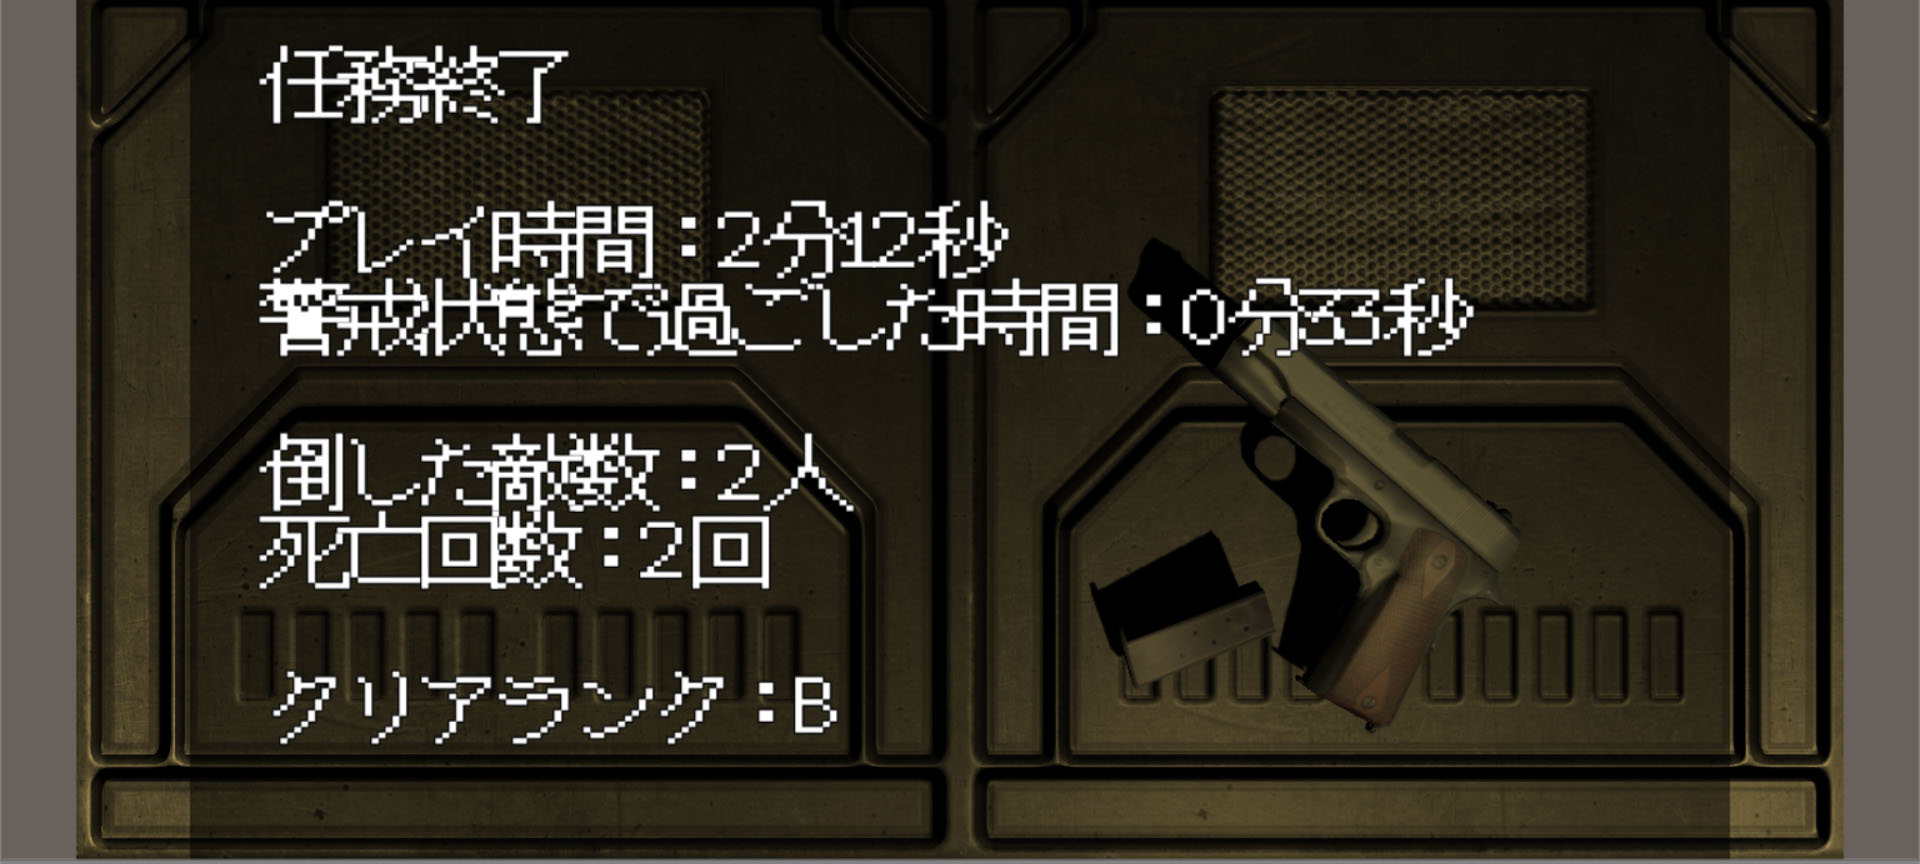 任務終了
プレイ時間：2分12秒
警戒状態で過ごした時間：0分33秒
倒した敵数：2人
死亡回数：2回
クリアランク：B